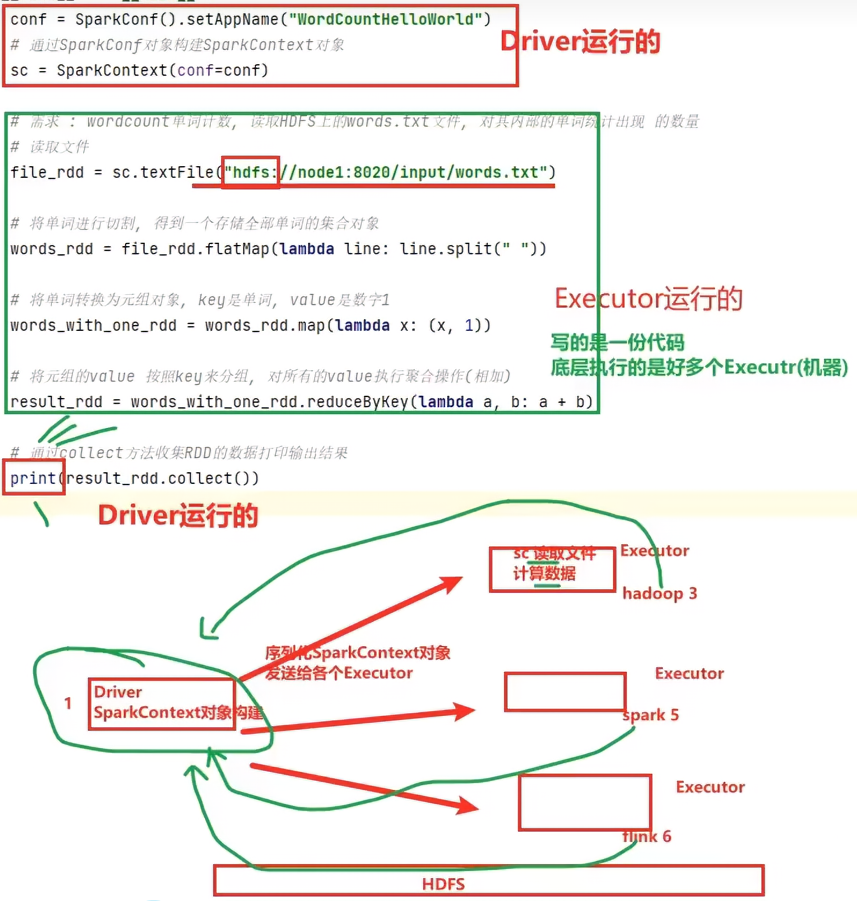 conf = SparkConf().setAppName("WordCountHelloWorld")
# 通过SparkConf对象构建SparkContext对象
sc = SparkContext(conf=conf)
Driver运行的
# 需求 : wordcount单词计数, 读取HDFS上的words.txt文件, 对其内部的单词统计出现 的数量
# 读取文件
file_rdd = sc.textFile("hdfs://node1:8020/input/words.txt")
# 将单词进行切割, 得到一个存储全部单词的集合对象
words_rdd = file_rdd.flatMap(lambda line: line.split(" "))
# 将单词转换为元组对象, key是单词, value是数字1
words_with_one_rdd = words_rdd.map(lambda x: (x, 1))
# 将元组的value 按照key来分组, 对所有的value执行聚合操作(相加)
result_rdd = words_with_one_rdd.reduceByKey(lambda a, b: a + b)
Executor运行的
写的是一份代码
底层执行的是好多个Executr(机器)
# 通过collect方法收集RDD的数据打印输出结果
print(result_rdd.collect())
Driver运行的
sc 读取文件
计算数据
Executor
hadoop 3
序列化SparkContext对象
发送给各个Executor
1
Driver
SparkContext对象构建
Executor
spark 5
Executor
flink 6
HDFS